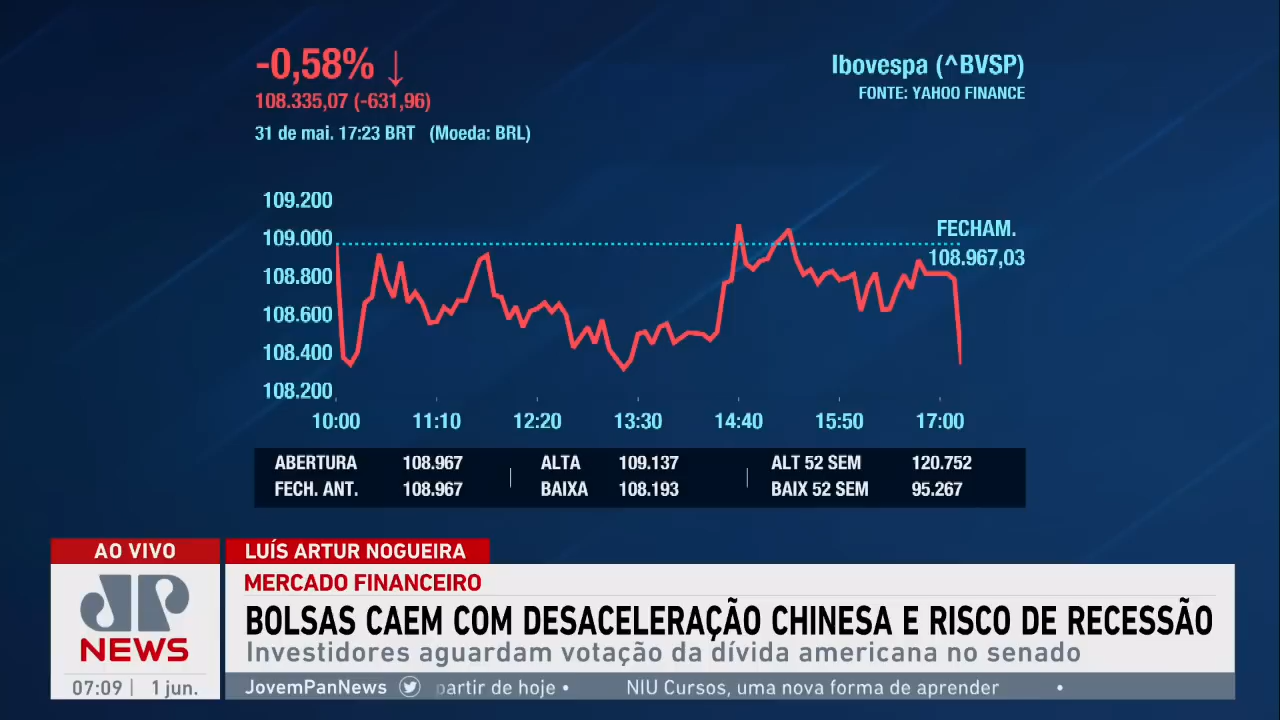 -0,58% ↓
108.335,07 (-631,96)
31 de mai. 17:23 BRT (Moeda: BRL)
Ibovespa (^BVSP)
FONTE: YAHOO FINANCE
109.200
109.000
108.800
108.600
108.400
108.200
FECHAM.
108.967,03
10:00 11:10 12:20 13:30 14:40 15:50 17:00
ABERTURA 108.967 | ALTA 109.137 | ALT 52 SEM 120.752
FECH. ANT. 108.967 BAIXA 108.193 BAIX 52 SEM 95.267
AO VIVO
LUÍS ARTUR NOGUEIRA
MERCADO FINANCEIRO
BOLSAS CAEM COM DESACELERAÇÃO CHINESA E RISCO DE RECESSÃO
Investidores aguardam votação da dívida americana no senado
JP
NEWS
07:09 | 1 jun.
JovemPanNews partir de hoje • NIU Cursos, uma nova forma de aprender •